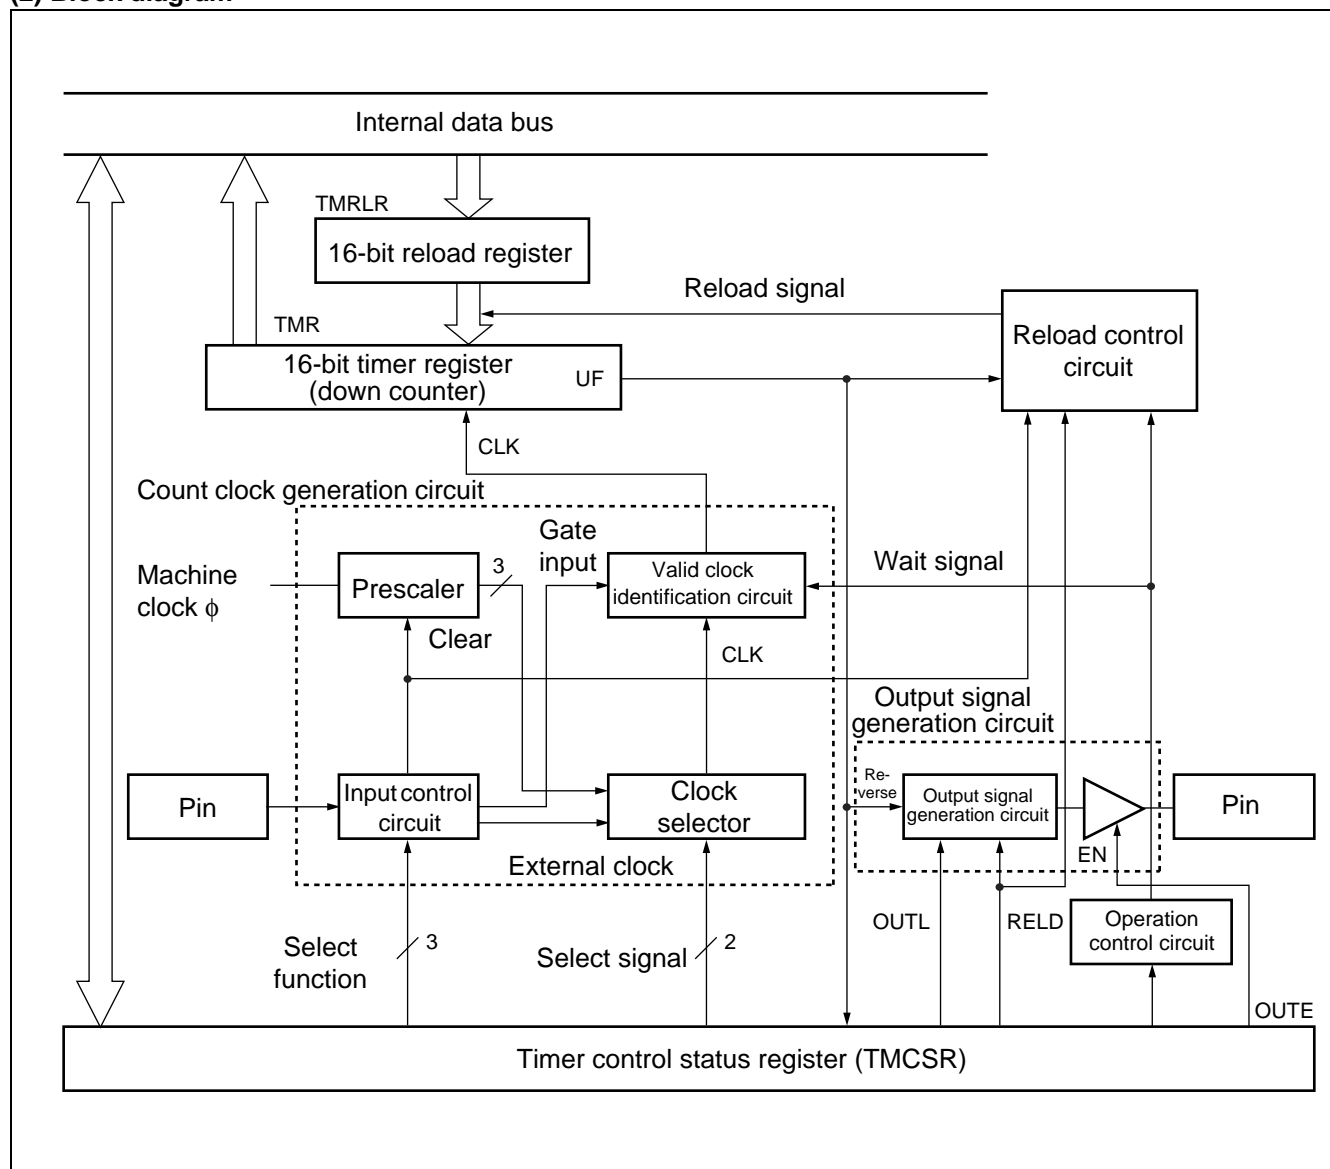 (2) Block diagram
Internal data bus
TMRLR
16-bit reload register
Reload signal
TMR
Reload control
circuit
16-bit timer register
(down counter)
UF
CLK
Count clock generation circuit
Gate
input
3
Machine
clock ϕ
Prescaler
Valid clock
identification circuit
Wait signal
Clear
CLK
Output signal
generation circuit
Re-
verse
Pin
Input control
circuit
Clock
selector
Output signal
generation circuit
Pin
EN
External clock
OUTL
RELD
Operation
control circuit
Select
function
3
Select signal
2
OUTE
Timer control status register (TMCSR)